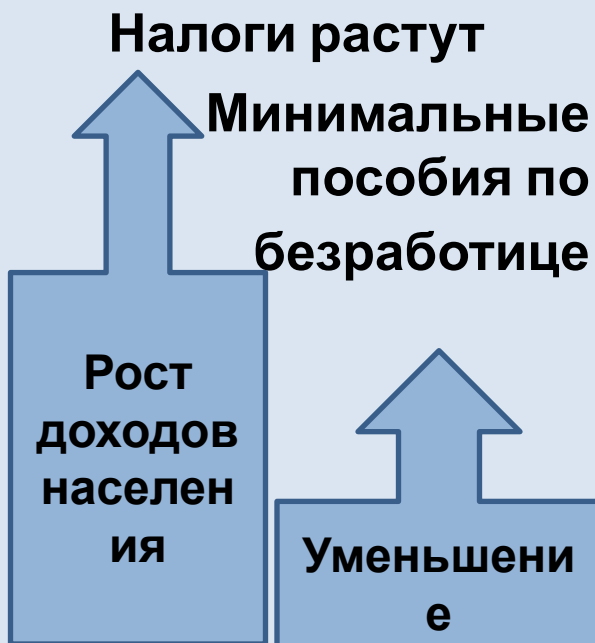 Налоги растут
Минимальные
пособия по
безработице
Рост
доходов
населен
ия
Уменьшени
е